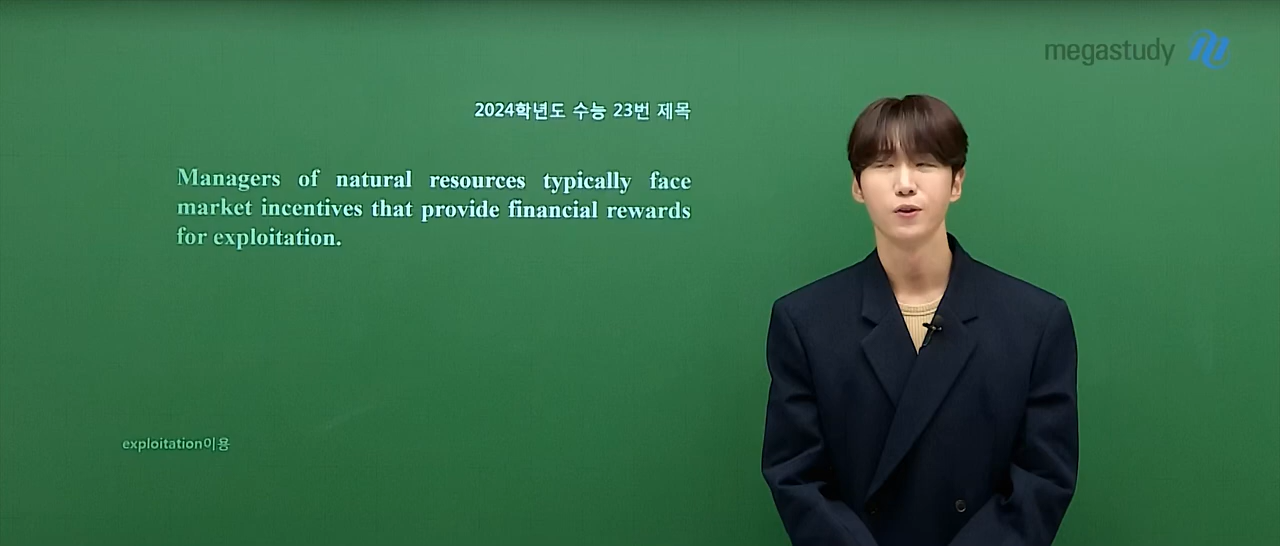 megastudy
2024학년도 수능 23번 제목
Managers of natural resources typically face
market incentives that provide financial rewards
for exploitation.
exploitation이용